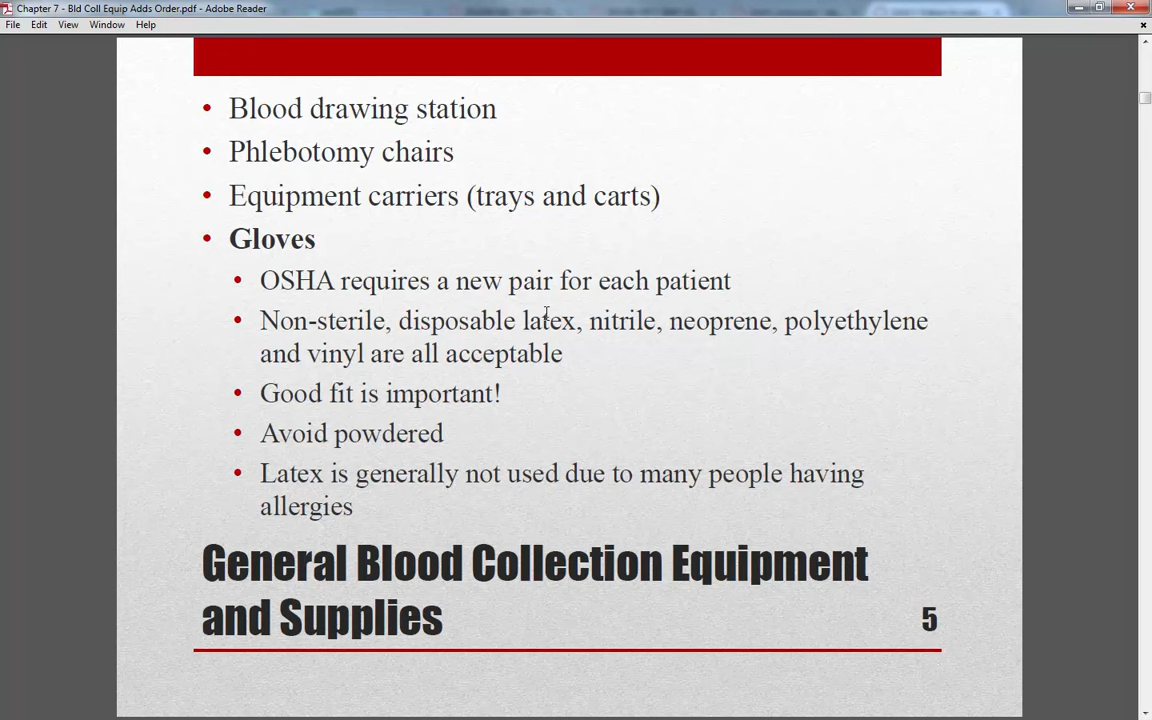 Chapter 7 - Bld Coll Equip Adds Order.pdf - Adobe Reader
File Edit View Window Help
• Blood drawing station
• Phlebotomy chairs
• Equipment carriers (trays and carts)
• Gloves
• OSHA requires a new pair for each patient
• Non-sterile, disposable latex, nitrile, neoprene, polyethylene
and vinyl are all acceptable
• Good fit is important!
• Avoid powdered
• Latex is generally not used due to many people having
allergies
General Blood Collection Equipment
and Supplies
5